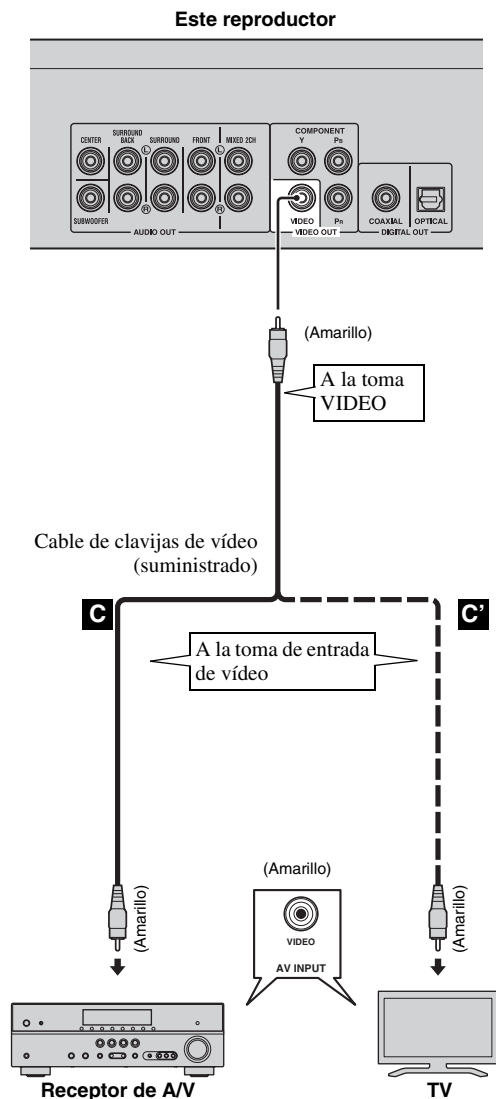 Este reproductor
COMPONENT
Y PB
CENTER SURROUND BACK SURROUND FRONT MIXED 2CH
L L
R R
SUBWOOFER
VIDEO PR
COAXIAL OPTICAL
AUDIO OUT VIDEO OUT DIGITAL OUT
(Amarillo)
A la toma
VIDEO
Cable de clavijas de vídeo
(suministrado)
C C'
A la toma de entrada
de vídeo
(Amarillo)
(Amarillo)
(Amarillo)
VIDEO
AV INPUT
Receptor de A/V
TV